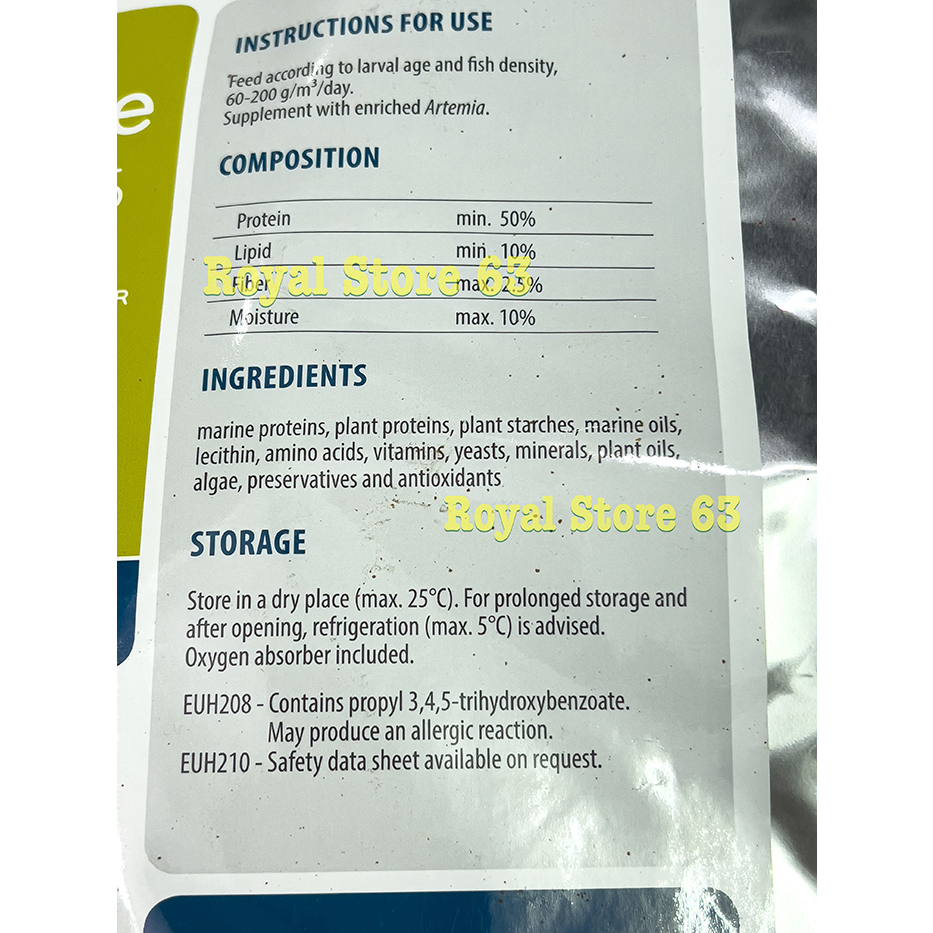 INSTRUCTIONS FOR USE
Feed according to larval age and fish density,
60-200 g/m³/day.
Supplement with enriched Artemia.
COMPOSITION
Protein min. 50%
Lipid min. 10%
Fiber max. 2.5%
Royal Store 63
Moisture max. 10%
INGREDIENTS
marine proteins, plant proteins, plant starches, marine oils,
lecithin, amino acids, vitamins, yeasts, minerals, plant oils,
algae, preservatives and antioxidants
Royal Store 63
STORAGE
Store in a dry place (max. 25°C). For prolonged storage and
after opening, refrigeration (max. 5°C) is advised.
Oxygen absorber included.
EUH208 - Contains propyl 3,4,5-trihydroxybenzoate.
May produce an allergic reaction.
EUH210 - Safety data sheet available on request.
e
R